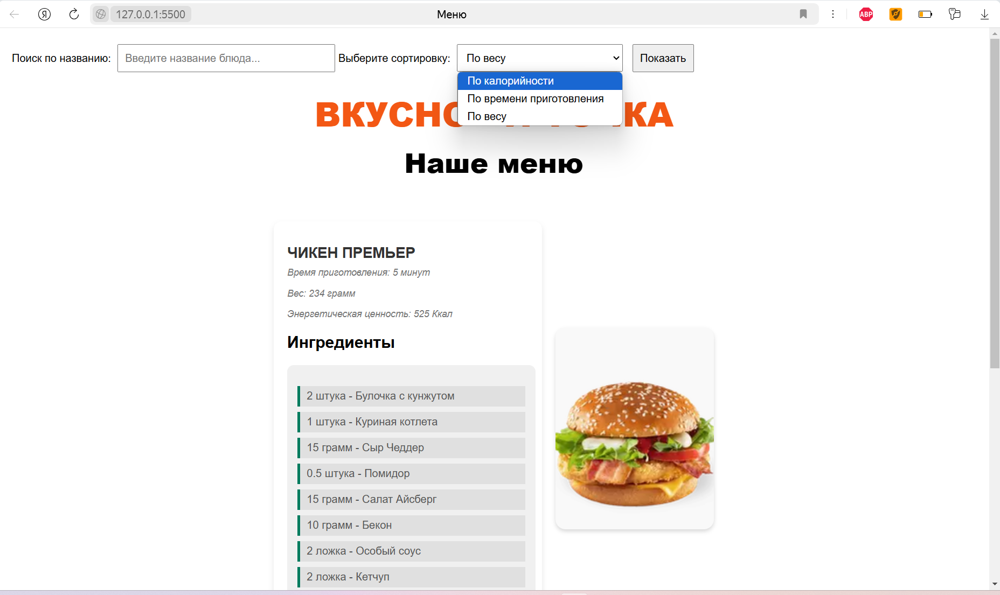 127.0.0.1:5500
Меню
ABP
Поиск по названию: Введите название блюда... Выберите сортировку: По весу Показать
По калорийности
По времени приготовления
По весу
Наше меню
ЧИКЕН ПРЕМЬЕР
Время приготовления: 5 минут
Вес: 234 грамм
Энергетическая ценность: 525 Ккал
Ингредиенты
2 штука - Булочка с кунжутом
1 штука - Куриная котлета
15 грамм - Сыр Чеддер
0.5 штука - Помидор
15 грамм - Салат Айсберг
10 грамм - Бекон
2 ложка - Особый соус
2 ложка - Кетчуп